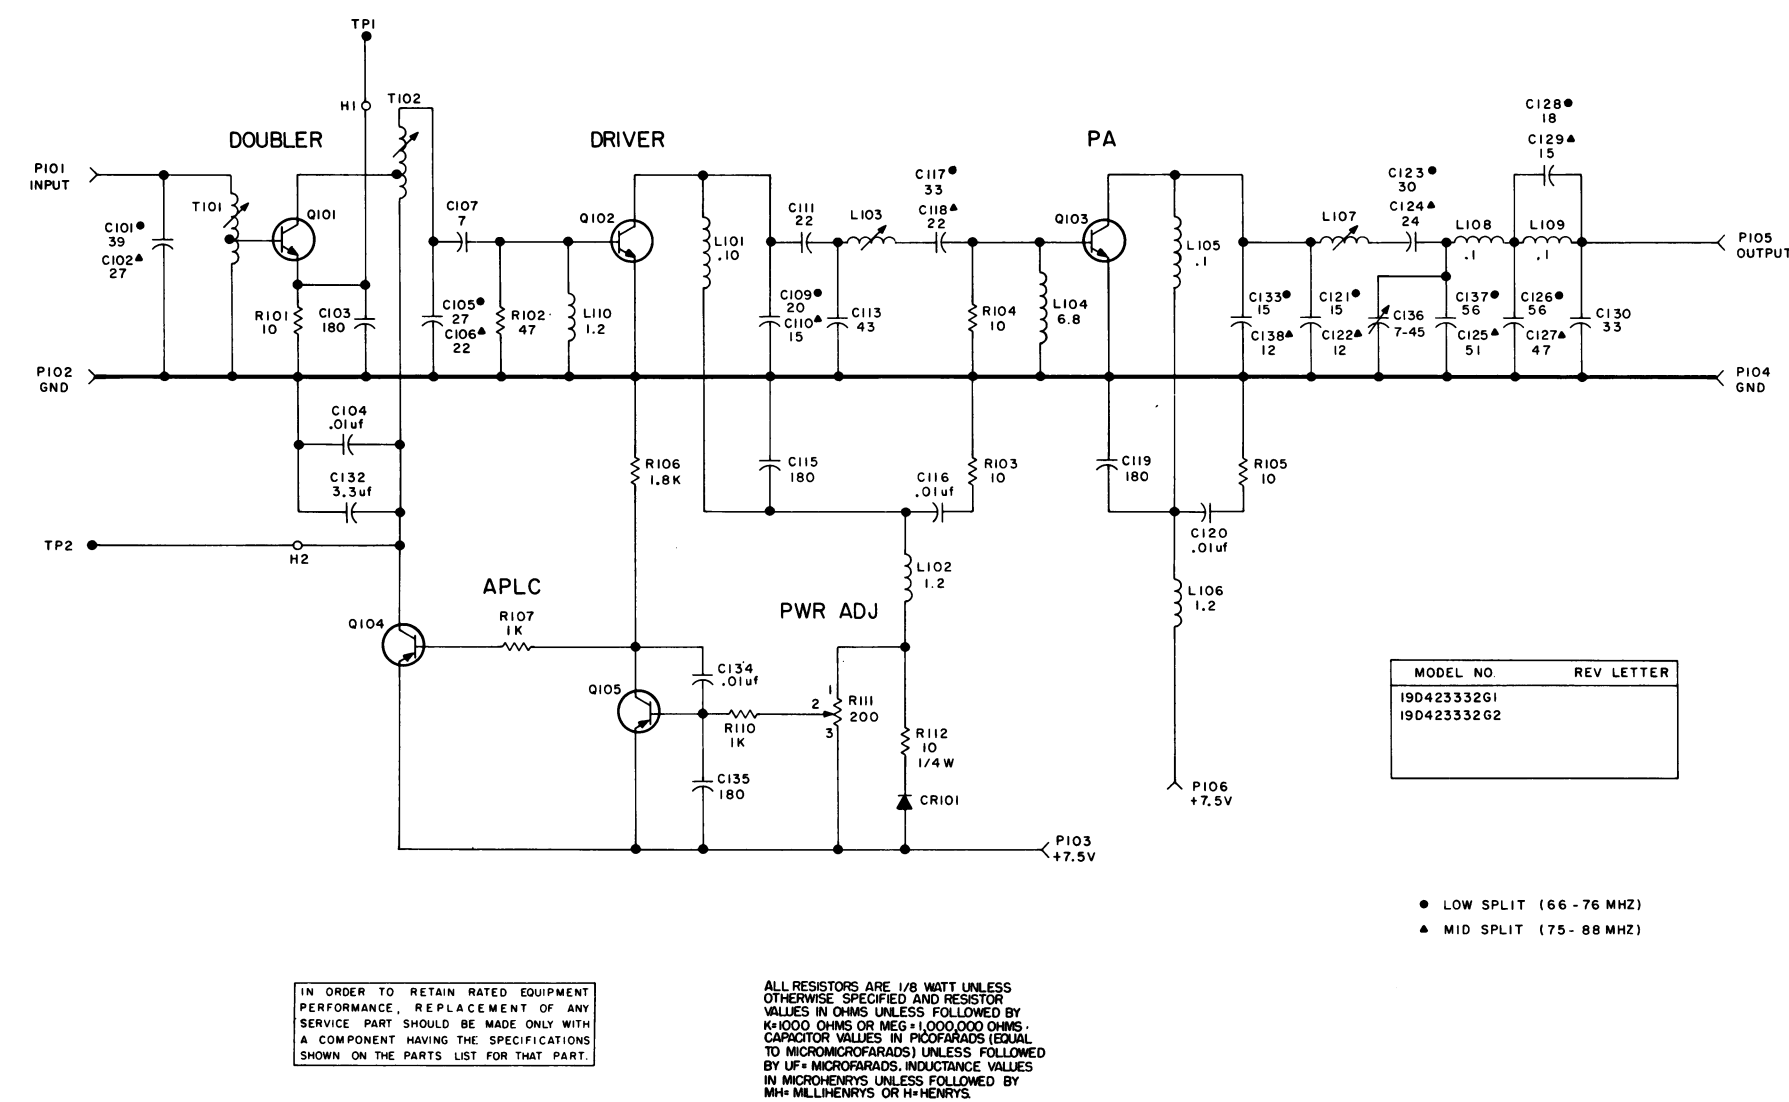 TP1
H1
T102
C128●
18
C129▲
15
DOUBLER
DRIVER
PA
P101
INPUT
T101
Q101
C101●
39
C102▲
27
R101
10
C103
180
C107
7
C105●
27
C106▲
22
R102
47
L110
1.2
Q102
L101
.10
C111
22
L103
C117●
33
C118▲
22
C109●
20
C110▲
15
C113
43
R104
10
L104
6.8
Q103
L105
.1
L107
C123●
30
C124▲
24
L108
.1
L109
.1
P105
OUTPUT
C133●
15
C138▲
12
C121●
15
C122▲
12
C136
7-45
C137●
56
C125▲
51
C126●
56
C127▲
47
C130
33
P102
GND
P104
GND
C104
.01uf
C132
3.3uf
R106
1.8K
C115
180
C116
.01uf
R103
10
C119
180
R105
10
C120
.01uf
TP2
H2
L102
1.2
L106
1.2
APLC
PWR ADJ
Q104
R107
1K
C134
.01uf
Q105
R110
1K
1
2
3
R111
200
R112
10
1/4W
C135
180
CR101
P106
+7.5V
P103
+7.5V
MODEL NO. REV LETTER
19D423332G1
19D423332G2
● LOW SPLIT (66-76 MHZ)
▲ MID SPLIT (75-88 MHZ)
IN ORDER TO RETAIN RATED EQUIPMENT
PERFORMANCE, REPLACEMENT OF ANY
SERVICE PART SHOULD BE MADE ONLY WITH
A COMPONENT HAVING THE SPECIFICATIONS
SHOWN ON THE PARTS LIST FOR THAT PART.
ALL RESISTORS ARE 1/8 WATT UNLESS
OTHERWISE SPECIFIED AND RESISTOR
VALUES IN OHMS UNLESS FOLLOWED BY
K=1000 OHMS OR MEG = 1,000,000 OHMS.
CAPACITOR VALUES IN PICOFARADS (EQUAL
TO MICROMICROFARADS) UNLESS FOLLOWED
BY UF= MICROFARADS. INDUCTANCE VALUES
IN MICROHENRYS UNLESS FOLLOWED BY
MH= MILLIHENRYS OR H=HENRYS.